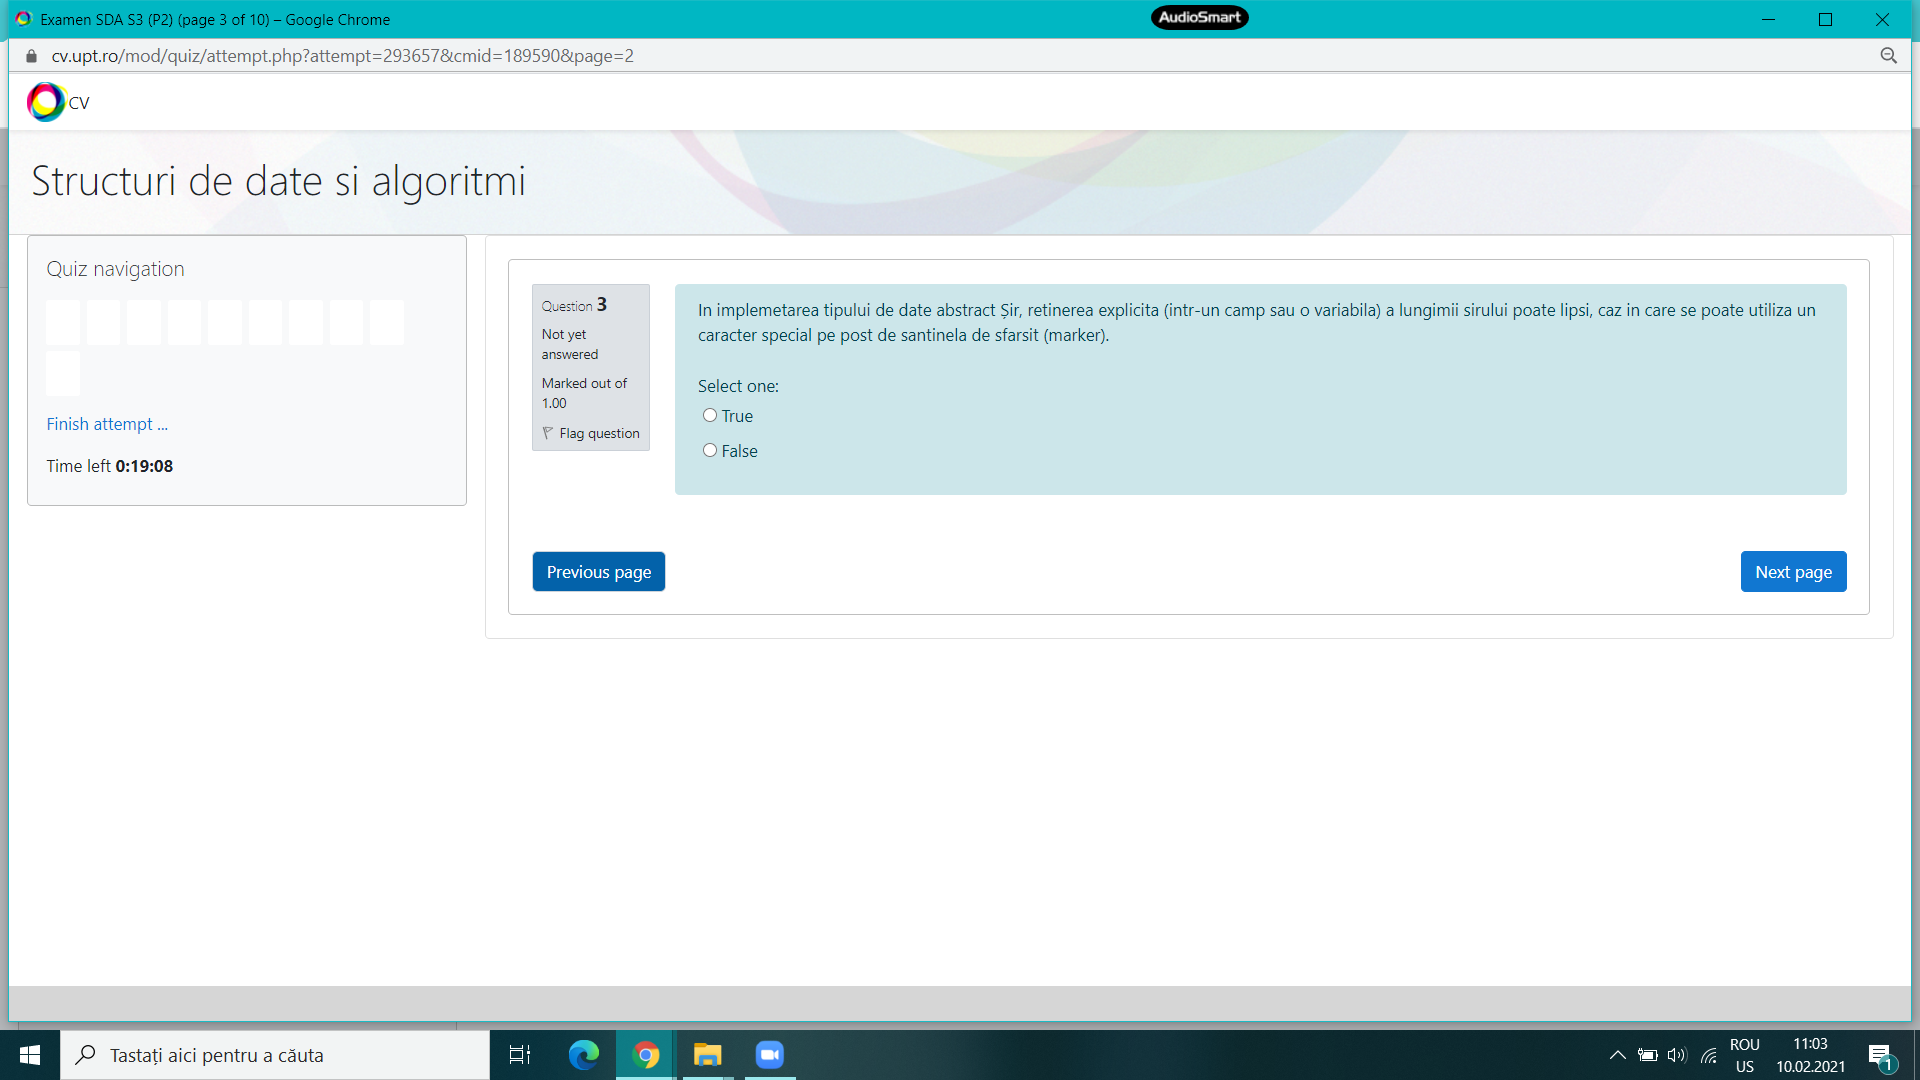 Examen SDA S3 (P2) (page 3 of 10) – Google Chrome
AudioSmart
cv.upt.ro/mod/quiz/attempt.php?attempt=293657&cmid=189590&page=2
CV
Structuri de date si algoritmi
Quiz navigation
Finish attempt ...
Time left 0:19:08
Question 3
Not yet
answered
Marked out of
1.00
Flag question
In implemetarea tipului de date abstract Șir, retinerea explicita (intr-un camp sau o variabila) a lungimii sirului poate lipsi, caz in care se poate utiliza un
caracter special pe post de santinela de sfarsit (marker).
Select one:
True
False
Previous page
Next page
Tastați aici pentru a căuta
ROU
US
11:03
10.02.2021
1